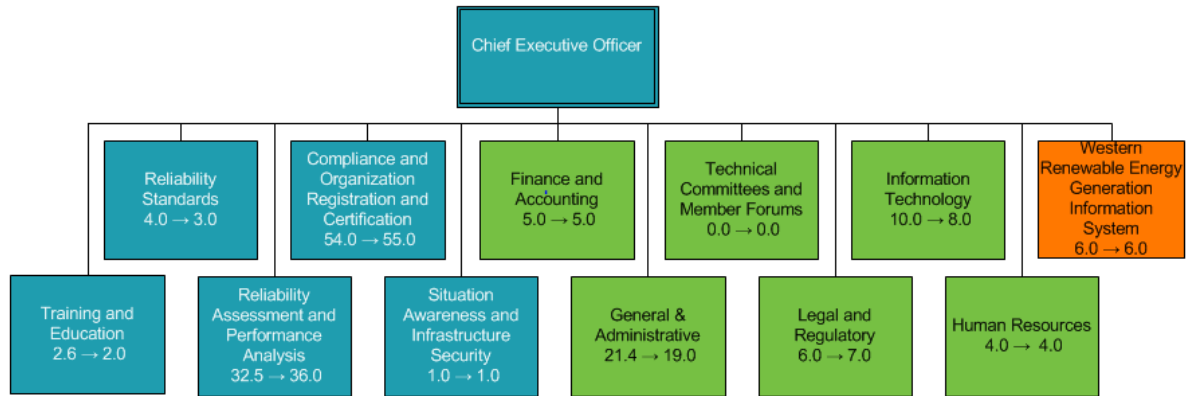 Chief Executive Officer
Reliability
Standards
4.0 → 3.0
Compliance and
Organization
Registration and
Certification
54.0 → 55.0
Finance and
Accounting
5.0 → 5.0
Technical
Committees and
Member Forums
0.0 → 0.0
Information
Technology
10.0 → 8.0
Western
Renewable Energy
Generation
Information
System
6.0 → 6.0
Training and
Education
2.6 → 2.0
Reliability
Assessment and
Performance
Analysis
32.5 → 36.0
Situation
Awareness and
Infrastructure
Security
1.0 → 1.0
General &
Administrative
21.4 → 19.0
Legal and
Regulatory
6.0 → 7.0
Human Resources
4.0 → 4.0